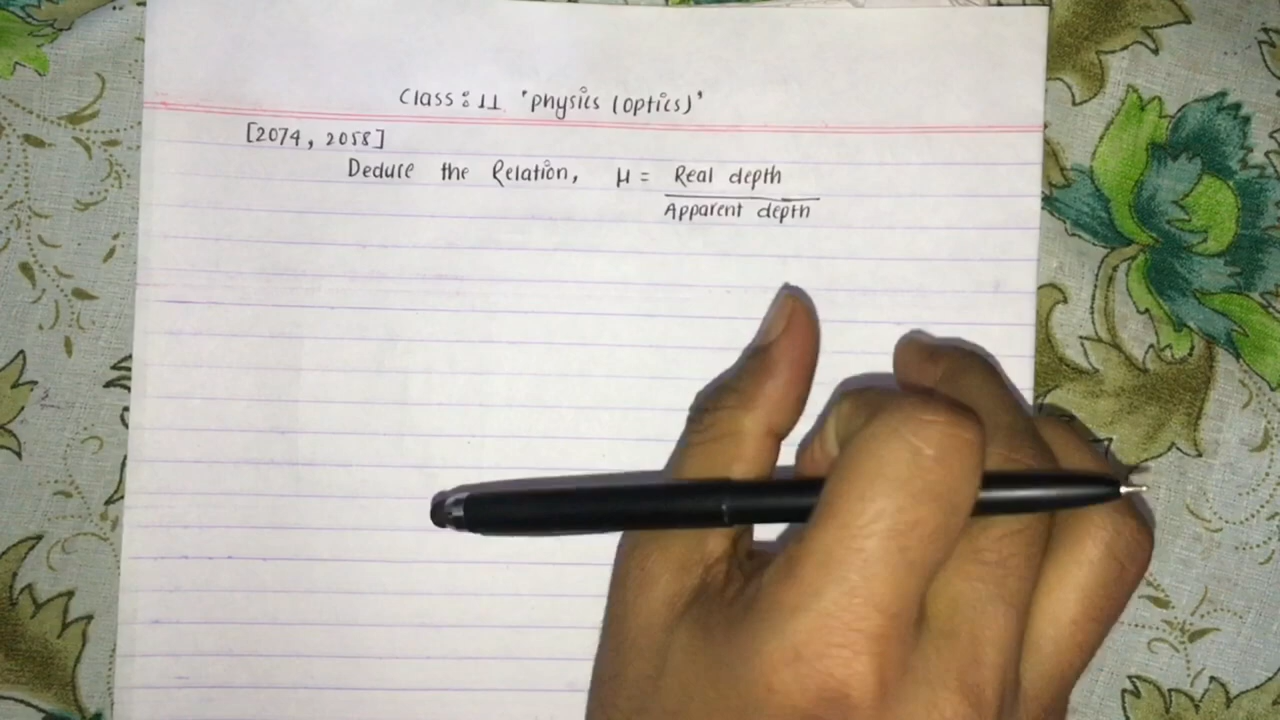 Class : 11 'physics (optics)'
[2074, 2058]
Deduce the Relation, μ = Real depth
Apparent depth